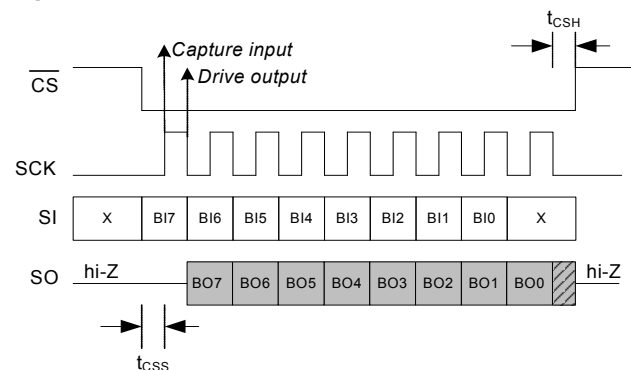 tCSH
Capture input
Drive output
CS
SCK
SI X BI7 BI6 BI5 BI4 BI3 BI2 BI1 BI0 X
SO hi-Z BO7 BO6 BO5 BO4 BO3 BO2 BO1 BO0 hi-Z
tCSS